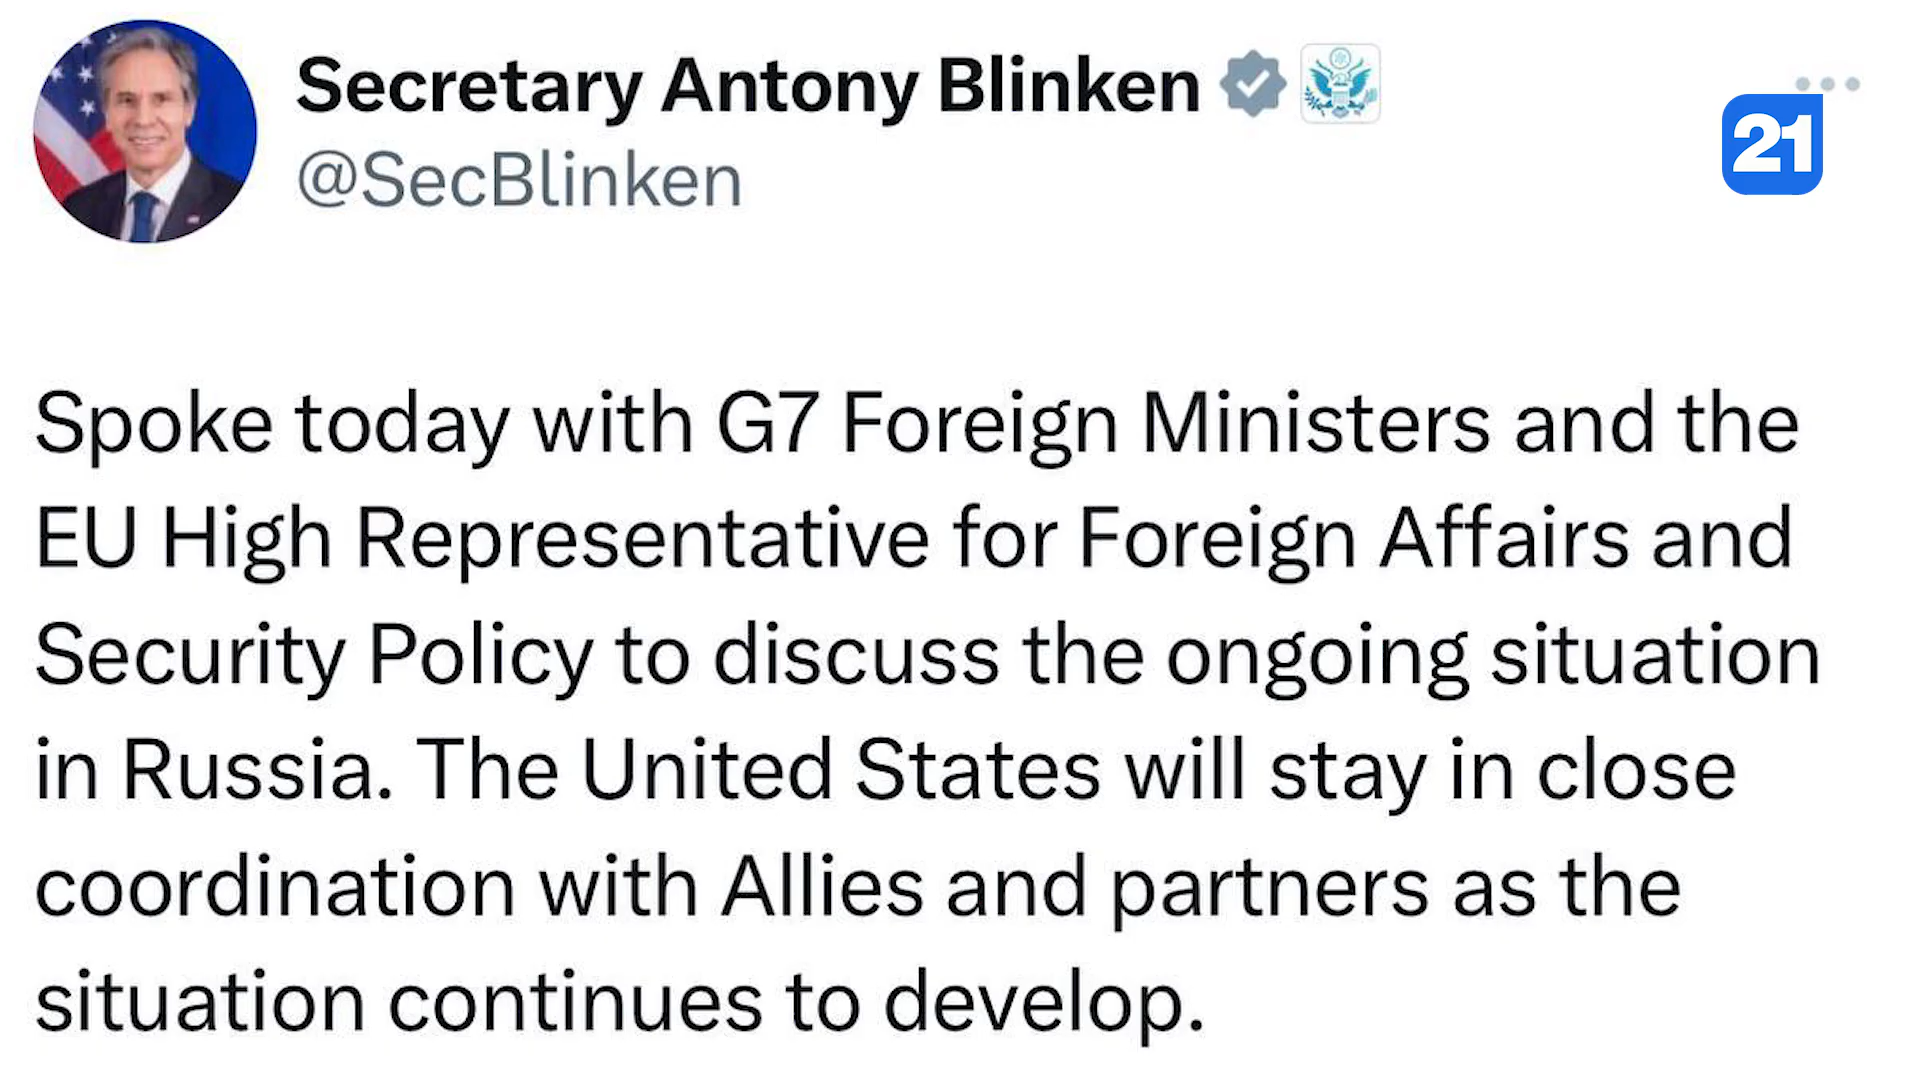 Secretary Antony Blinken
@SecBlinken
21
Spoke today with G7 Foreign Ministers and the
EU High Representative for Foreign Affairs and
Security Policy to discuss the ongoing situation
in Russia. The United States will stay in close
coordination with Allies and partners as the
situation continues to develop.